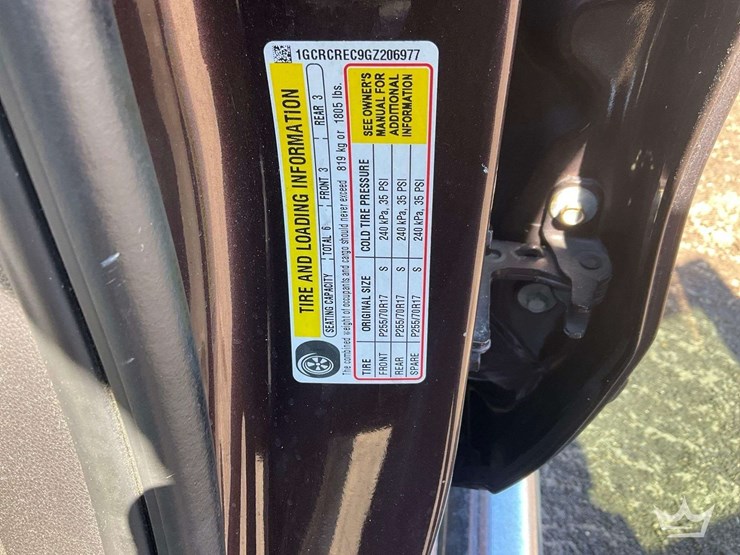 1GCRCREC9GZ206977
TIRE AND LOADING INFORMATION
SEATING CAPACITY TOTAL 6 FRONT 3 REAR 3
The combined weight of occupants and cargo should never exceed 819 kg or 1805 lbs.
TIRE ORIGINAL SIZE COLD TIRE PRESSURE
FRONT P255/70R17 S 240 kPa, 35 PSI
REAR P255/70R17 S 240 kPa, 35 PSI
SPARE P255/70R17 S 240 kPa, 35 PSI
SEE OWNER'S
MANUAL FOR
ADDITIONAL
INFORMATION